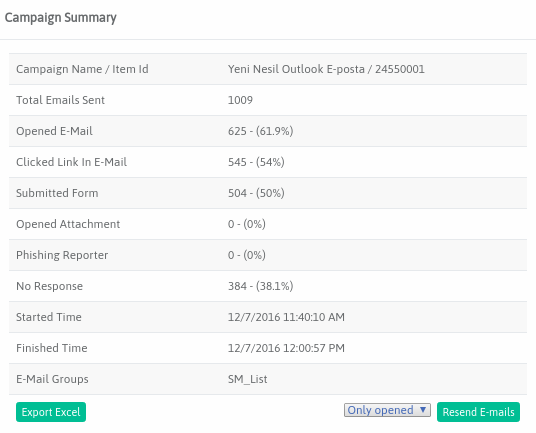 Campaign Summary
Campaign Name / Item Id Yeni Nesil Outlook E-posta / 24550001
Total Emails Sent 1009
Opened E-Mail 625 - (61.9%)
Clicked Link In E-Mail 545 - (54%)
Submitted Form 504 - (50%)
Opened Attachment 0 - (0%)
Phishing Reporter 0 - (0%)
No Response 384 - (38.1%)
Started Time 12/7/2016 11:40:10 AM
Finished Time 12/7/2016 12:00:57 PM
E-Mail Groups SM_List
Export Excel Only opened ▼ Resend E-mails